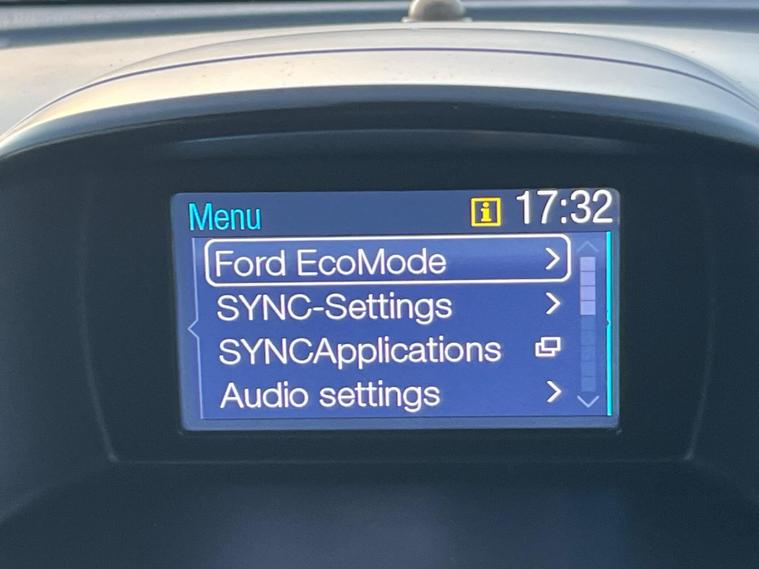 Menu i 17:32
Ford EcoMode
SYNC-Settings
SYNCApplications
Audio settings